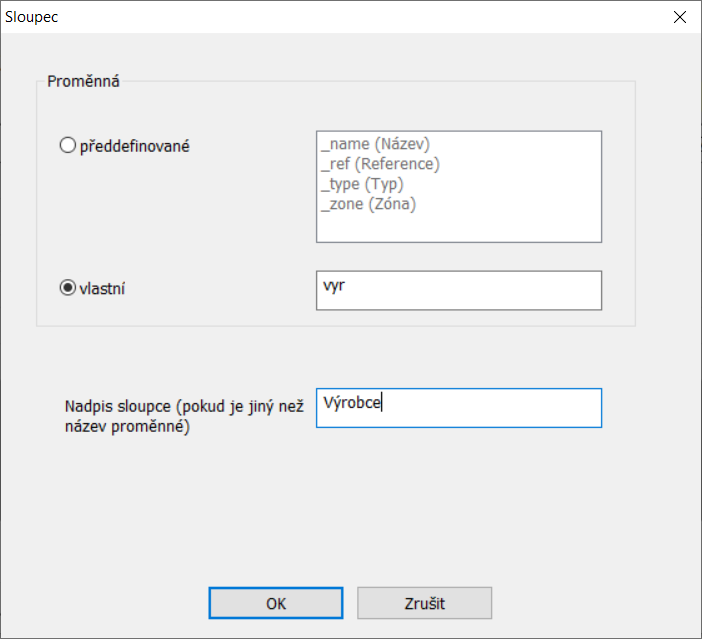 Sloupec
Proměnná
předdefinované
_name (Název)
_ref (Reference)
_type (Typ)
_zone (Zóna)
vlastní
vyr
Nadpis sloupce (pokud je jiný než
název proměnné)
Výrobce
OK
Zrušit